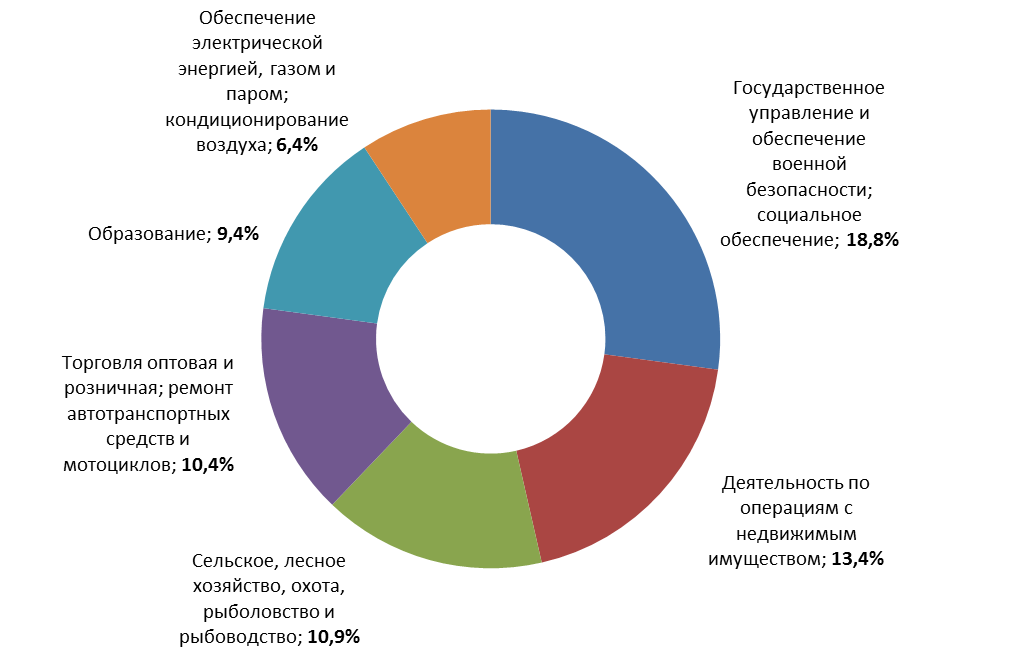 Обеспечение
электрической
энергией, газом и
паром;
кондиционирование
воздуха; 6,4%
Государственное
управление и
обеспечение
военной
безопасности;
социальное
обеспечение; 18,8%
Образование; 9,4%
Торговля оптовая и
розничная; ремонт
автотранспортных
средств и
мотоциклов; 10,4%
Деятельность по
операциям с
недвижимым
имуществом; 13,4%
Сельское, лесное
хозяйство, охота,
рыболовство и
рыбоводство; 10,9%